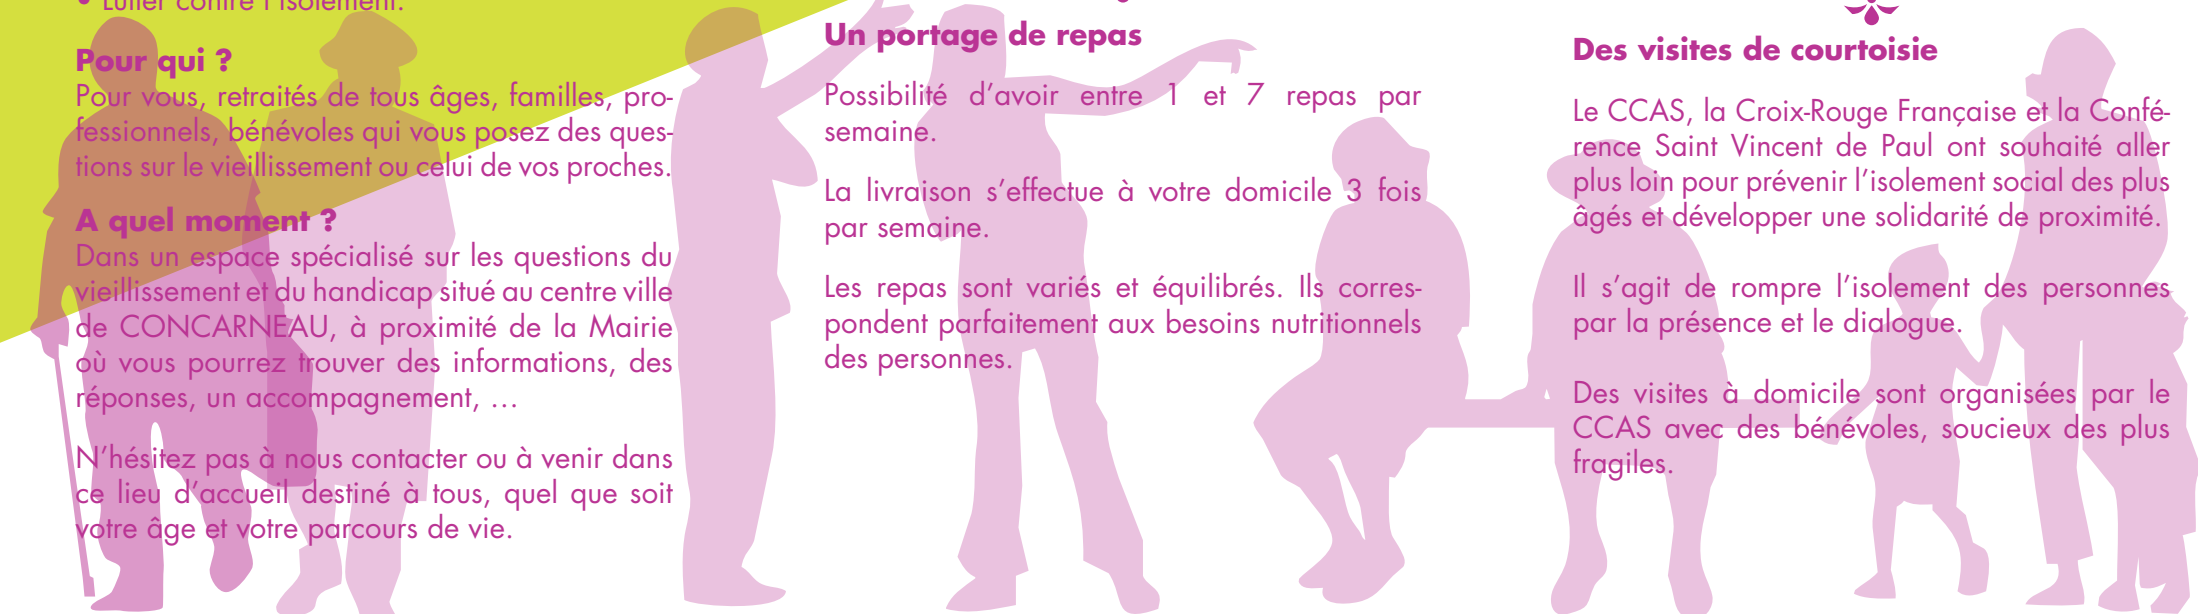 • Lutter contre l'isolement.
Pour qui ?
Pour vous, retraités de tous âges, familles, pro-
fessionnels, bénévoles qui vous posez des ques-
tions sur le vieillissement ou celui de vos proches.
A quel moment ?
Dans un espace spécialisé sur les questions du
vieillissement et du handicap situé au centre ville
de CONCARNEAU, à proximité de la Mairie
où vous pourrez trouver des informations, des
réponses, un accompagnement, …
N'hésitez pas à nous contacter ou à venir dans
ce lieu d'accueil destiné à tous, quel que soit
votre âge et votre parcours de vie.
Un portage de repas
Possibilité d'avoir entre 1 et 7 repas par
semaine.
La livraison s'effectue à votre domicile 3 fois
par semaine.
Les repas sont variés et équilibrés. Ils corres-
pondent parfaitement aux besoins nutritionnels
des personnes.
Des visites de courtoisie
Le CCAS, la Croix-Rouge Française et la Confé-
rence Saint Vincent de Paul ont souhaité aller
plus loin pour prévenir l'isolement social des plus
âgés et développer une solidarité de proximité.
Il s'agit de rompre l'isolement des personnes
par la présence et le dialogue.
Des visites à domicile sont organisées par le
CCAS avec des bénévoles, soucieux des plus
fragiles.